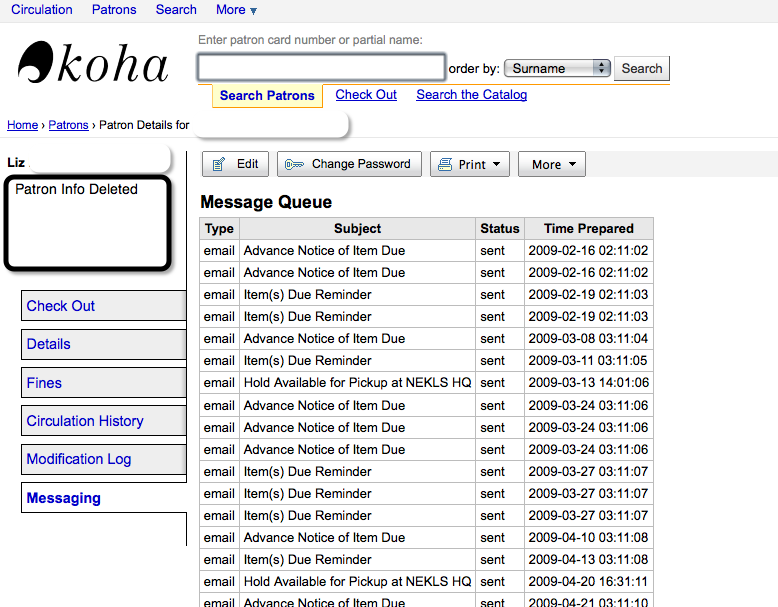 Circulation Patrons Search More ▼
koha
Enter patron card number or partial name:
order by: Surname Search
Search Patrons Check Out Search the Catalog
Home › Patrons › Patron Details for
Liz
Patron Info Deleted
Check Out
Details
Fines
Circulation History
Modification Log
Messaging
Edit Change Password Print ▼ More ▼
Message Queue
Type Subject Status Time Prepared
email Advance Notice of Item Due sent 2009-02-16 02:11:02
email Advance Notice of Item Due sent 2009-02-16 02:11:02
email Item(s) Due Reminder sent 2009-02-19 02:11:03
email Item(s) Due Reminder sent 2009-02-19 02:11:03
email Advance Notice of Item Due sent 2009-03-08 03:11:04
email Item(s) Due Reminder sent 2009-03-11 03:11:05
email Hold Available for Pickup at NEKLS HQ sent 2009-03-13 14:01:06
email Advance Notice of Item Due sent 2009-03-24 03:11:06
email Advance Notice of Item Due sent 2009-03-24 03:11:06
email Advance Notice of Item Due sent 2009-03-24 03:11:06
email Item(s) Due Reminder sent 2009-03-27 03:11:07
email Item(s) Due Reminder sent 2009-03-27 03:11:07
email Item(s) Due Reminder sent 2009-03-27 03:11:07
email Advance Notice of Item Due sent 2009-04-10 03:11:08
email Item(s) Due Reminder sent 2009-04-13 03:11:08
email Hold Available for Pickup at NEKLS HQ sent 2009-04-20 16:31:11
email Advance Notice of Item Due sent 2009-04-21 03:11:10